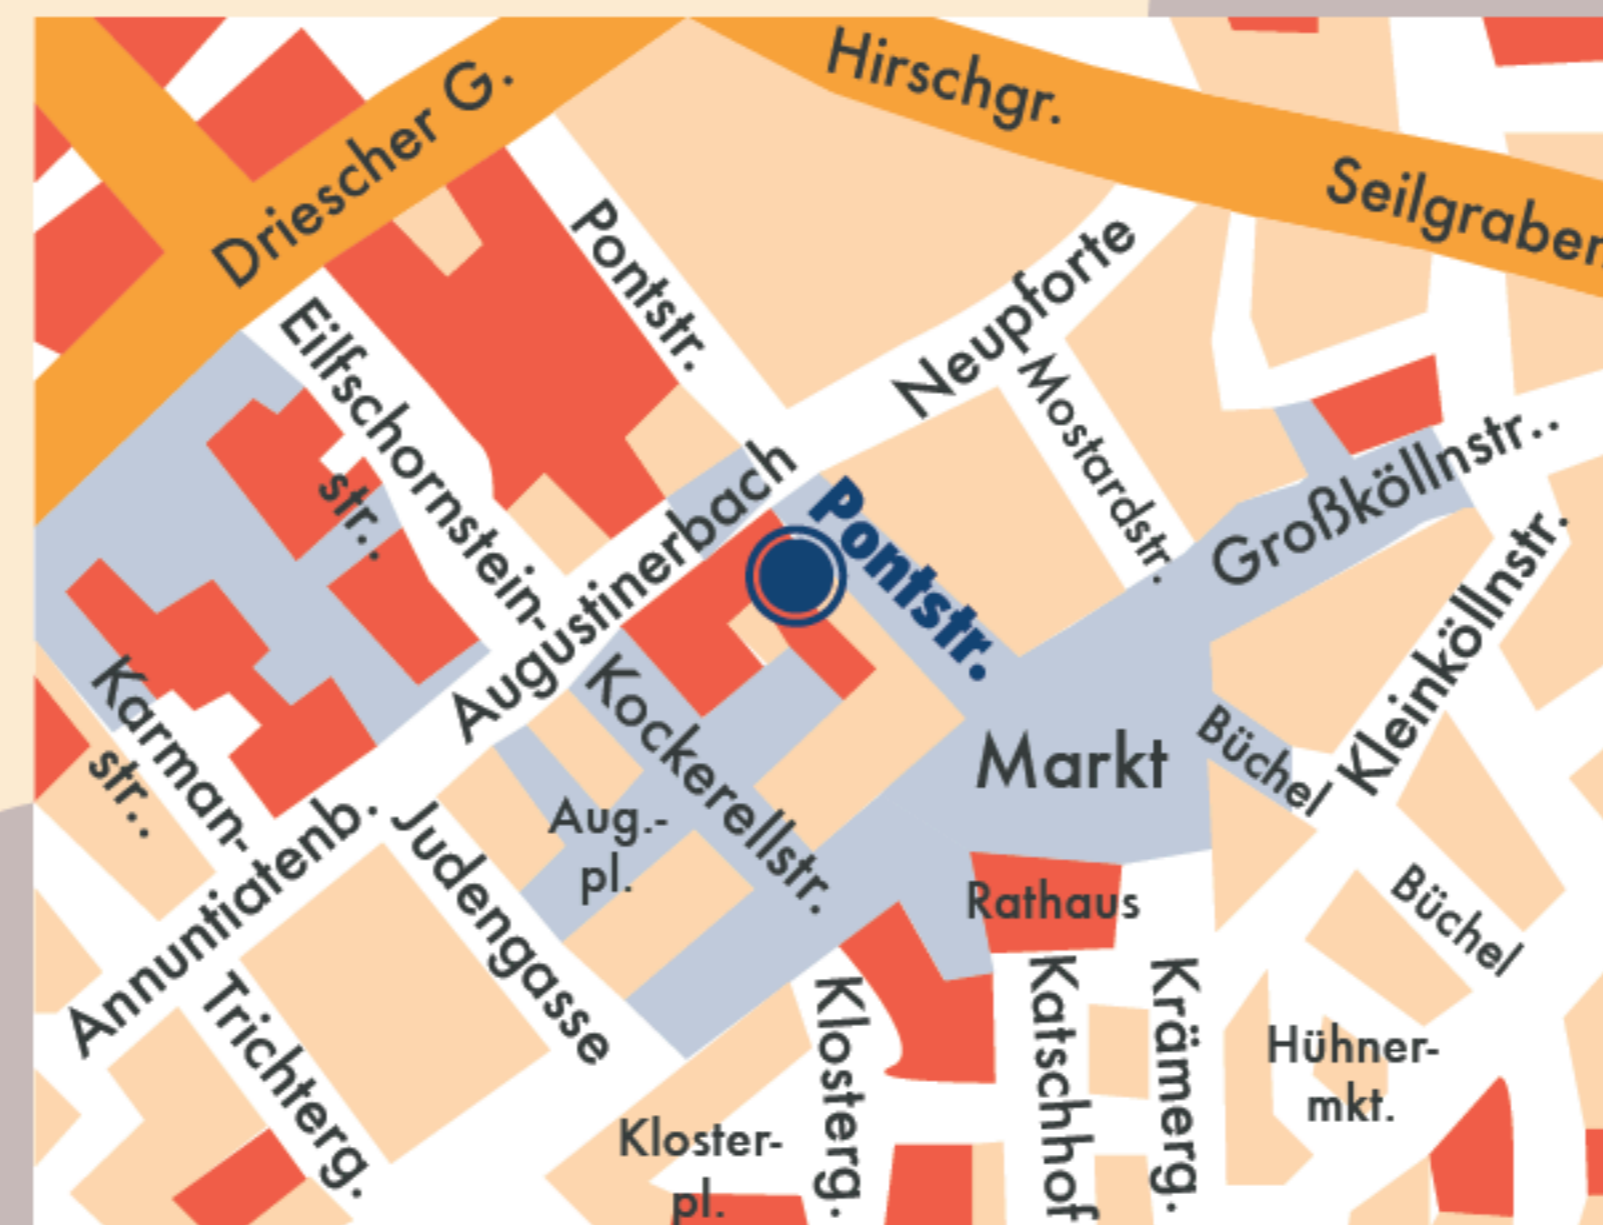 Hirschgr.
Driescher G.
Seilgraben
Pontstr.
Neupforte
Eilfschornstein-
str..
Mostardstr.
Großköllnstr..
Augustinerbach
Pontstr.
Kleinköllnstr.
Karman-
str..
Kockerellstr.
Markt
Büchel
Aug.-
pl.
Annuntiatenb.
Judengasse
Rathaus
Büchel
Trichterg.
Klosterg.
Katschhof
Krämerg.
Hühner-
mkt.
Kloster-
pl.